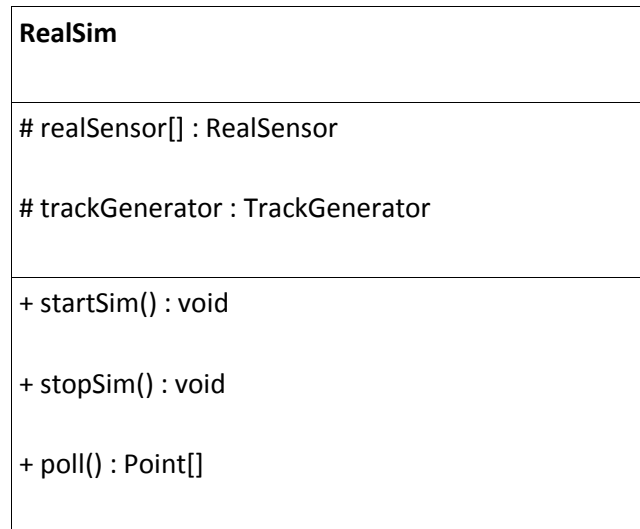 RealSim
# realSensor[] : RealSensor
# trackGenerator : TrackGenerator
+ startSim() : void
+ stopSim() : void
+ poll() : Point[]